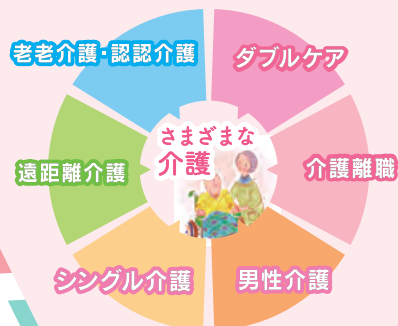 老老介護・認認介護
ダブルケア
さまざまな
介護
遠距離介護
介護離職
シングル介護
男性介護